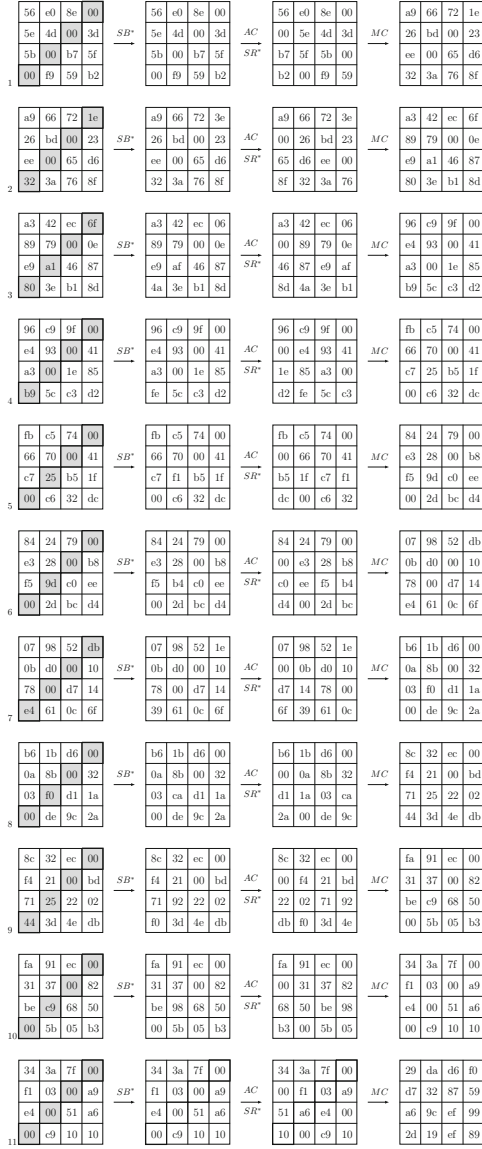 56 e0 8e 00 56 e0 8e 00 56 e0 8e 00 a9 66 72 1e
5e 4d 00 3d SB* 5e 4d 00 3d AC 5e 4d 00 3d MC 26 bd 00 23
5b 00 b7 5f 5b 00 b7 5f SR* b7 5f 5b 00 ee 00 65 d6
1 00 f9 59 b2 00 f9 59 b2 b2 00 f9 59 32 3a 76 8f
a9 66 72 1e a9 66 72 3e a9 66 72 3e a3 42 ec 6f
26 bd 00 23 SB* 26 bd 00 23 AC 00 26 bd 23 MC 89 79 00 0e
ee 00 65 d6 ee 00 65 d6 SR* 65 d6 ee 00 e9 a1 46 87
2 32 3a 76 8f 32 3a 76 8f 8f 32 3a 76 80 3e b1 8d
a3 42 ec 6f a3 42 ec 06 a3 42 ec 06 96 c9 9f 00
89 79 00 0e SB* 89 79 00 0e AC 00 89 79 0e MC e4 93 00 41
e9 a1 46 87 e9 af 46 87 SR* 46 87 e9 af a3 00 1e 85
3 80 3e b1 8d 4a 3e b1 8d 8d 4a 3e b1 b9 5c c3 d2
96 c9 9f 00 96 c9 9f 00 96 c9 9f 00 fb c5 74 00
e4 93 00 41 SB* e4 93 00 41 AC 00 e4 93 41 MC 66 70 00 41
a3 00 1e 85 a3 00 1e 85 SR* 1e 85 a3 00 c7 25 b5 1f
4 b9 5c c3 d2 fe 5c c3 d2 d2 fe 5c c3 00 c6 32 dc
fb c5 74 00 fb c5 74 00 fb c5 74 00 84 24 79 00
66 70 00 41 SB* 66 70 00 41 AC 00 66 70 41 MC e3 28 00 b8
c7 25 b5 1f c7 f1 b5 1f SR* b5 1f c7 f1 f5 9d c0 ee
5 00 c6 32 dc 00 c6 32 dc dc 00 c6 32 00 2d bc d4
84 24 79 00 84 24 79 00 84 24 79 00 07 98 52 db
e3 28 00 b8 SB* e3 28 00 b8 AC 00 e3 28 b8 MC 0b d0 00 10
f5 9d c0 ee f5 b4 c0 ee SR* c0 ee f5 b4 78 00 d7 14
6 00 2d bc d4 00 2d bc d4 d4 00 2d bc e4 61 0c 6f
07 98 52 db 07 98 52 1e 07 98 52 1e b6 1b d6 00
0b d0 00 10 SB* 0b d0 00 10 AC 00 0b d0 10 MC 0a 8b 00 32
78 00 d7 14 78 00 d7 14 SR* d7 14 78 00 03 f0 d1 1a
7 e4 61 0c 6f 39 61 0c 6f 6f 39 61 0c 00 de 9c 2a
b6 1b d6 00 b6 1b d6 00 b6 1b d6 00 8c 32 ec 00
0a 8b 00 32 SB* 0a 8b 00 32 AC 00 0a 8b 32 MC f4 21 00 bd
03 f0 d1 1a 03 ca d1 1a SR* d1 1a 03 ca 71 25 22 02
8 00 de 9c 2a 00 de 9c 2a 2a 00 de 9c 44 3d 4e db
8c 32 ec 00 8c 32 ec 00 8c 32 ec 00 fa 91 ec 00
f4 21 00 bd SB* f4 21 00 bd AC 00 f4 21 bd MC 31 37 00 82
71 25 22 02 71 92 22 02 SR* 22 02 71 92 be c9 68 50
9 44 3d 4e db f0 3d 4e db db f0 3d 4e 00 5b 05 b3
fa 91 ec 00 fa 91 ec 00 fa 91 ec 00 34 3a 7f 00
31 37 00 82 SB* 31 37 00 82 AC 00 31 37 82 MC f1 03 00 a9
be c9 68 50 be 98 68 50 SR* 68 50 be 98 e4 00 51 a6
10 00 5b 05 b3 00 5b 05 b3 b3 00 5b 05 00 c9 10 10
34 3a 7f 00 34 3a 7f 00 34 3a 7f 00 29 da d6 f0
f1 03 00 a9 SB* f1 03 00 a9 AC 00 f1 03 a9 MC d7 32 87 59
e4 00 51 a6 e4 00 51 a6 SR* 51 a6 e4 00 a6 9c ef 99
11 00 c9 10 10 00 c9 10 10 10 00 c9 10 2d 19 ef 89